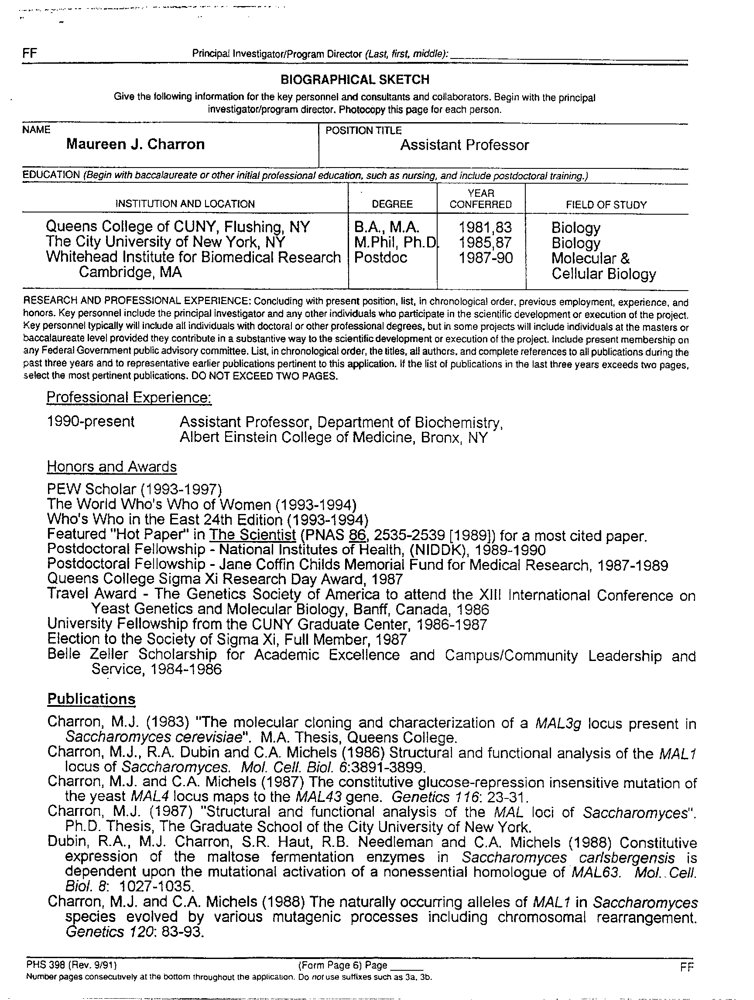 FF
Principal Investigator/Program Director (Last, first, middle):
BIOGRAPHICAL SKETCH
Give the following information for the key personnel and consultants and collaborators. Begin with the principal
investigator/program director. Photocopy this page for each person.
NAME
POSITION TITLE
Maureen J. Charron
Assistant Professor
EDUCATION (Begin with baccalaureate or other initial professional education, such as nursing, and include postdoctoral training.)
INSTITUTION AND LOCATION
DEGREE
YEAR
CONFERRED
FIELD OF STUDY
Queens College of CUNY, Flushing, NY B.A., M.A. 1981,83 Biology
The City University of New York, NY M.Phil, Ph.D. 1985,87 Biology
Whitehead Institute for Biomedical Research Postdoc 1987-90 Molecular &
Cambridge, MA Cellular Biology
RESEARCH AND PROFESSIONAL EXPERIENCE: Concluding with present position, list, in chronological order, previous employment, experience, and
honors. Key personnel include the principal investigator and any other individuals who participate in the scientific development or execution of the project.
Key personnel typically will include all individuals with doctoral or other professional degrees, but in some projects will include individuals at the masters or
baccalaureate level provided they contribute in a substantive way to the scientific development or execution of the project. Include present membership on
any Federal Government public advisory committee. List, in chronological order, the titles, all authors, and complete references to all publications during the
past three years and to representative earlier publications pertinent to this application. If the list of publications in the last three years exceeds two pages,
select the most pertinent publications. DO NOT EXCEED TWO PAGES.
Professional Experience:
1990-present Assistant Professor, Department of Biochemistry,
Albert Einstein College of Medicine, Bronx, NY
Honors and Awards
PEW Scholar (1993-1997)
The World Who's Who of Women (1993-1994)
Who's Who in the East 24th Edition (1993-1994)
Featured "Hot Paper" in The Scientist (PNAS 86, 2535-2539 [1989]) for a most cited paper.
Postdoctoral Fellowship - National Institutes of Health, (NIDDK), 1989-1990
Postdoctoral Fellowship - Jane Coffin Childs Memorial Fund for Medical Research, 1987-1989
Queens College Sigma Xi Research Day Award, 1987
Travel Award - The Genetics Society of America to attend the XIII International Conference on
Yeast Genetics and Molecular Biology, Banff, Canada, 1986
University Fellowship from the CUNY Graduate Center, 1986-1987
Election to the Society of Sigma Xi, Full Member, 1987
Belle Zeller Scholarship for Academic Excellence and Campus/Community Leadership and
Service, 1984-1986
Publications
Charron, M.J. (1983) "The molecular cloning and characterization of a MAL3g locus present in
Saccharomyces cerevisiae". M.A. Thesis, Queens College.
Charron, M.J., R.A. Dubin and C.A. Michels (1986) Structural and functional analysis of the MAL1
locus of Saccharomyces. Mol. Cell. Biol. 6:3891-3899.
Charron, M.J. and C.A. Michels (1987) The constitutive glucose-repression insensitive mutation of
the yeast MAL4 locus maps to the MAL43 gene. Genetics 116: 23-31.
Charron, M.J. (1987) "Structural and functional analysis of the MAL loci of Saccharomyces".
Ph.D. Thesis, The Graduate School of the City University of New York.
Dubin, R.A., M.J. Charron, S.R. Haut, R.B. Needleman and C.A. Michels (1988) Constitutive
expression of the maltose fermentation enzymes in Saccharomyces carlsbergensis is
dependent upon the mutational activation of a nonessential homologue of MAL63. Mol. Cell.
Biol. 8: 1027-1035.
Charron, M.J. and C.A. Michels (1988) The naturally occurring alleles of MAL1 in Saccharomyces
species evolved by various mutagenic processes including chromosomal rearrangement.
Genetics 120: 83-93.
PHS 398 (Rev. 9/91) (Form Page 6) Page FF
Number pages consecutively at the bottom throughout the application. Do not use suffixes such as 3a, 3b.